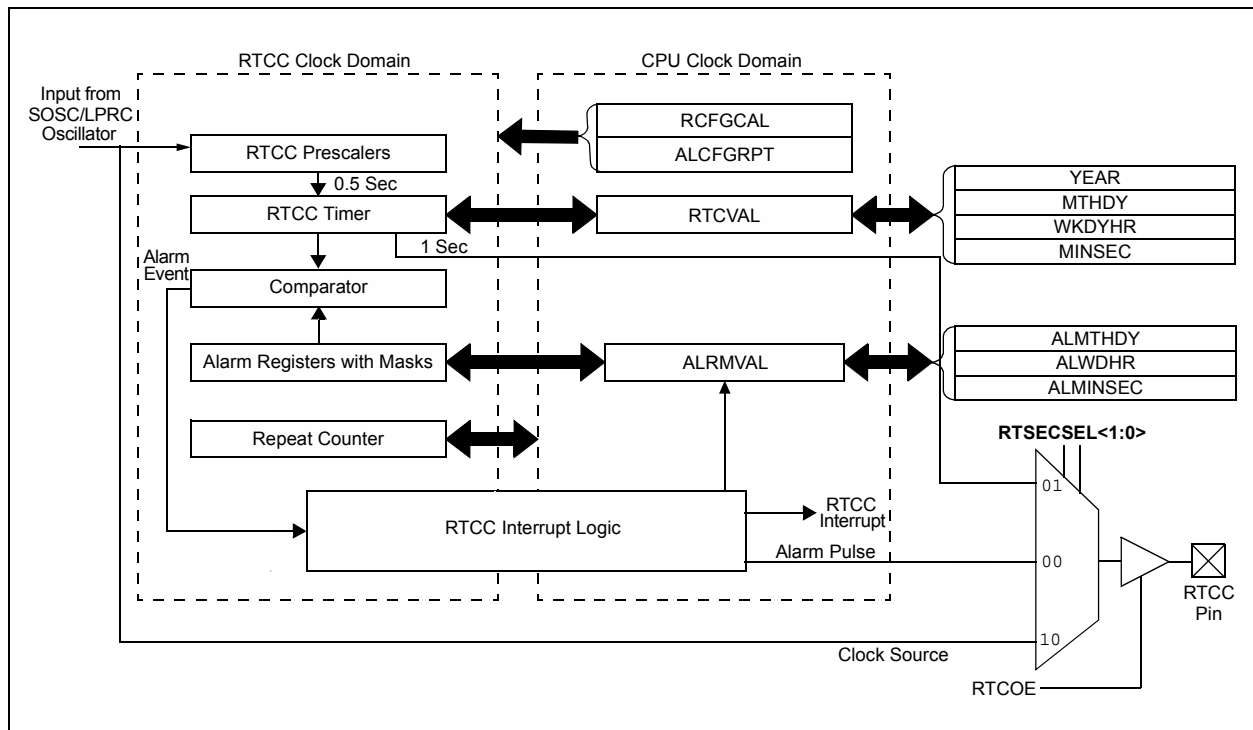 RTCC Clock Domain
CPU Clock Domain
Input from
SOSC/LPRC
Oscillator
RCFGCAL
ALCFGRPT
RTCC Prescalers
0.5 Sec
RTCC Timer
RTCVAL
YEAR
MTHDY
WKDYHR
MINSEC
1 Sec
Alarm
Event
Comparator
Alarm Registers with Masks
ALRMVAL
ALMTHDY
ALWDHR
ALMINSEC
Repeat Counter
RTSECSEL<1:0>
01
RTCC Interrupt Logic
RTCC
Interrupt
Alarm Pulse
00
RTCC
Pin
10
Clock Source
RTCOE